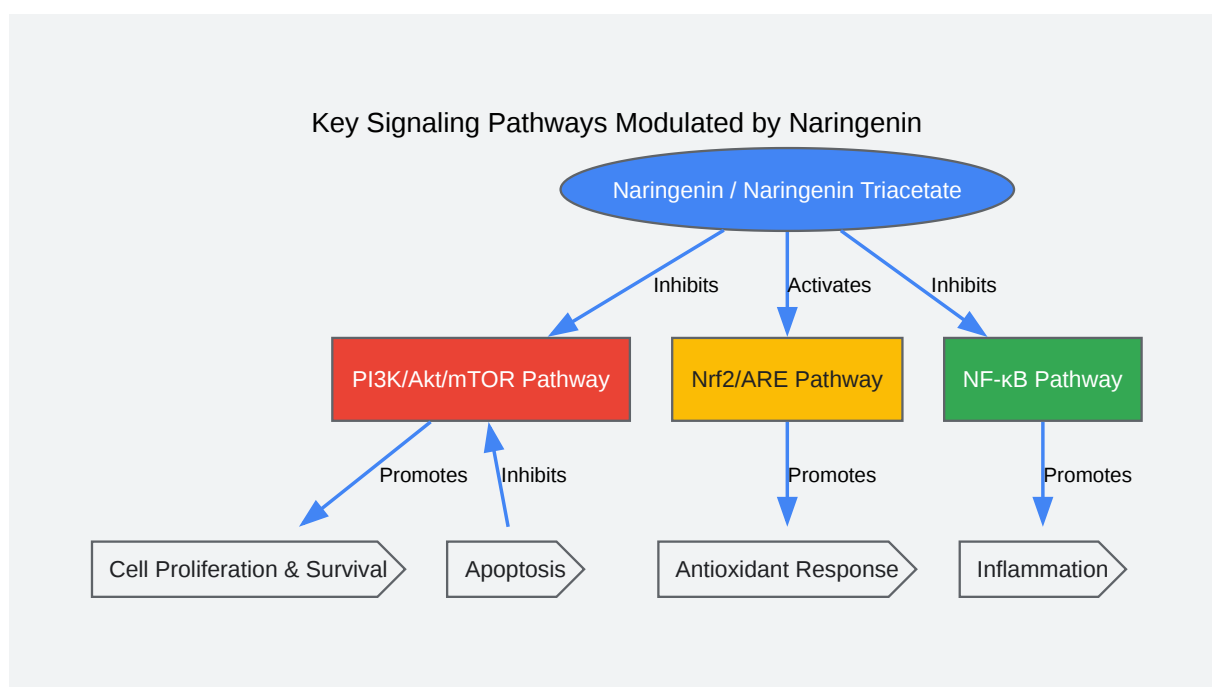 Key Signaling Pathways Modulated by Naringenin
Naringenin / Naringenin Triacetate
Inhibits
Activates
Inhibits
PI3K/Akt/mTOR Pathway
Nrf2/ARE Pathway
NF-κB Pathway
Promotes
Inhibits
Promotes
Promotes
Cell Proliferation & Survival
Apoptosis
Antioxidant Response
Inflammation